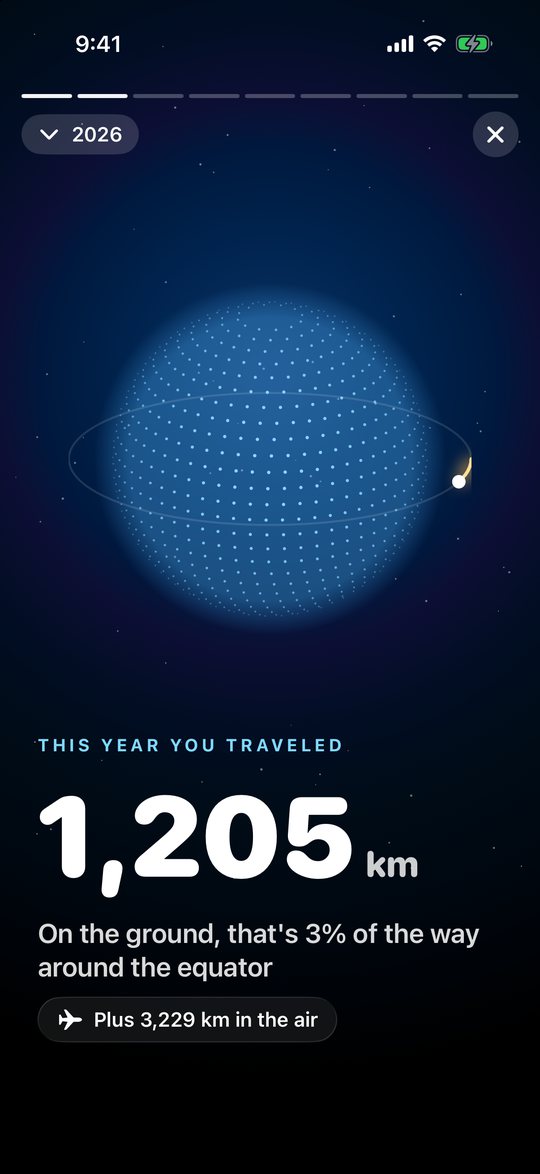 9:41
2026
THIS YEAR YOU TRAVELED
1,205 km
On the ground, that's 3% of the way
around the equator
Plus 3,229 km in the air